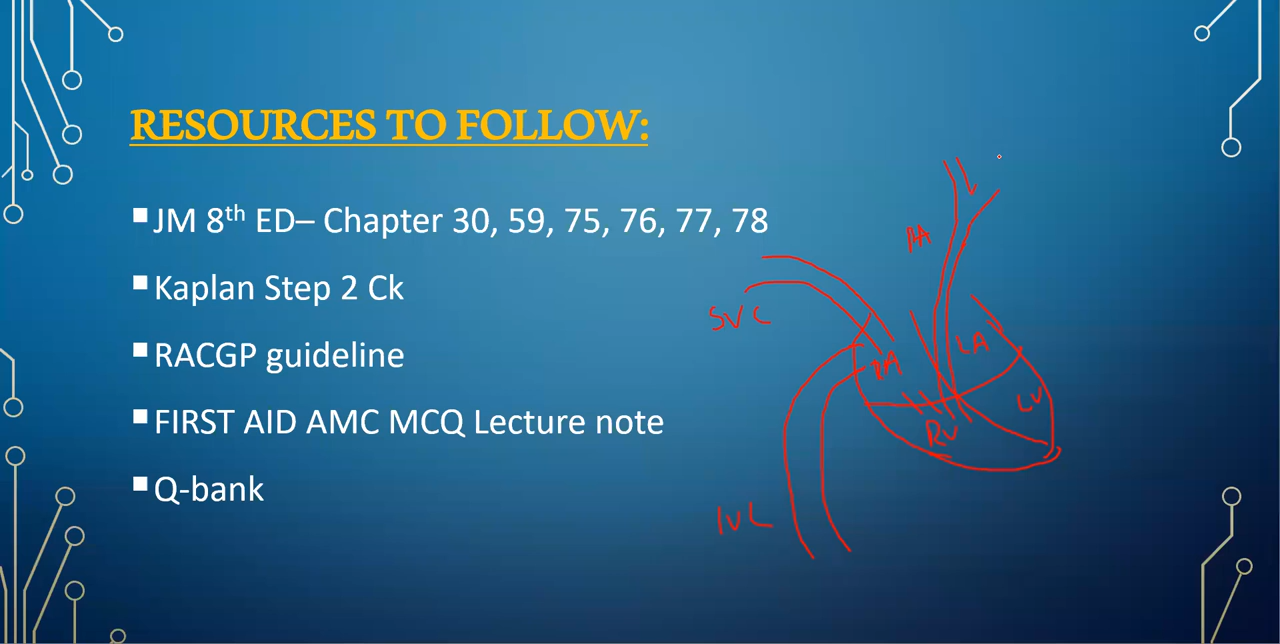 RESOURCES TO FOLLOW:
JM 8th ED– Chapter 30, 59, 75, 76, 77, 78
Kaplan Step 2 Ck
RACGP guideline
FIRST AID AMC MCQ Lecture note
Q-bank
PA
SVC
LA
RA
LV
RV
IVC